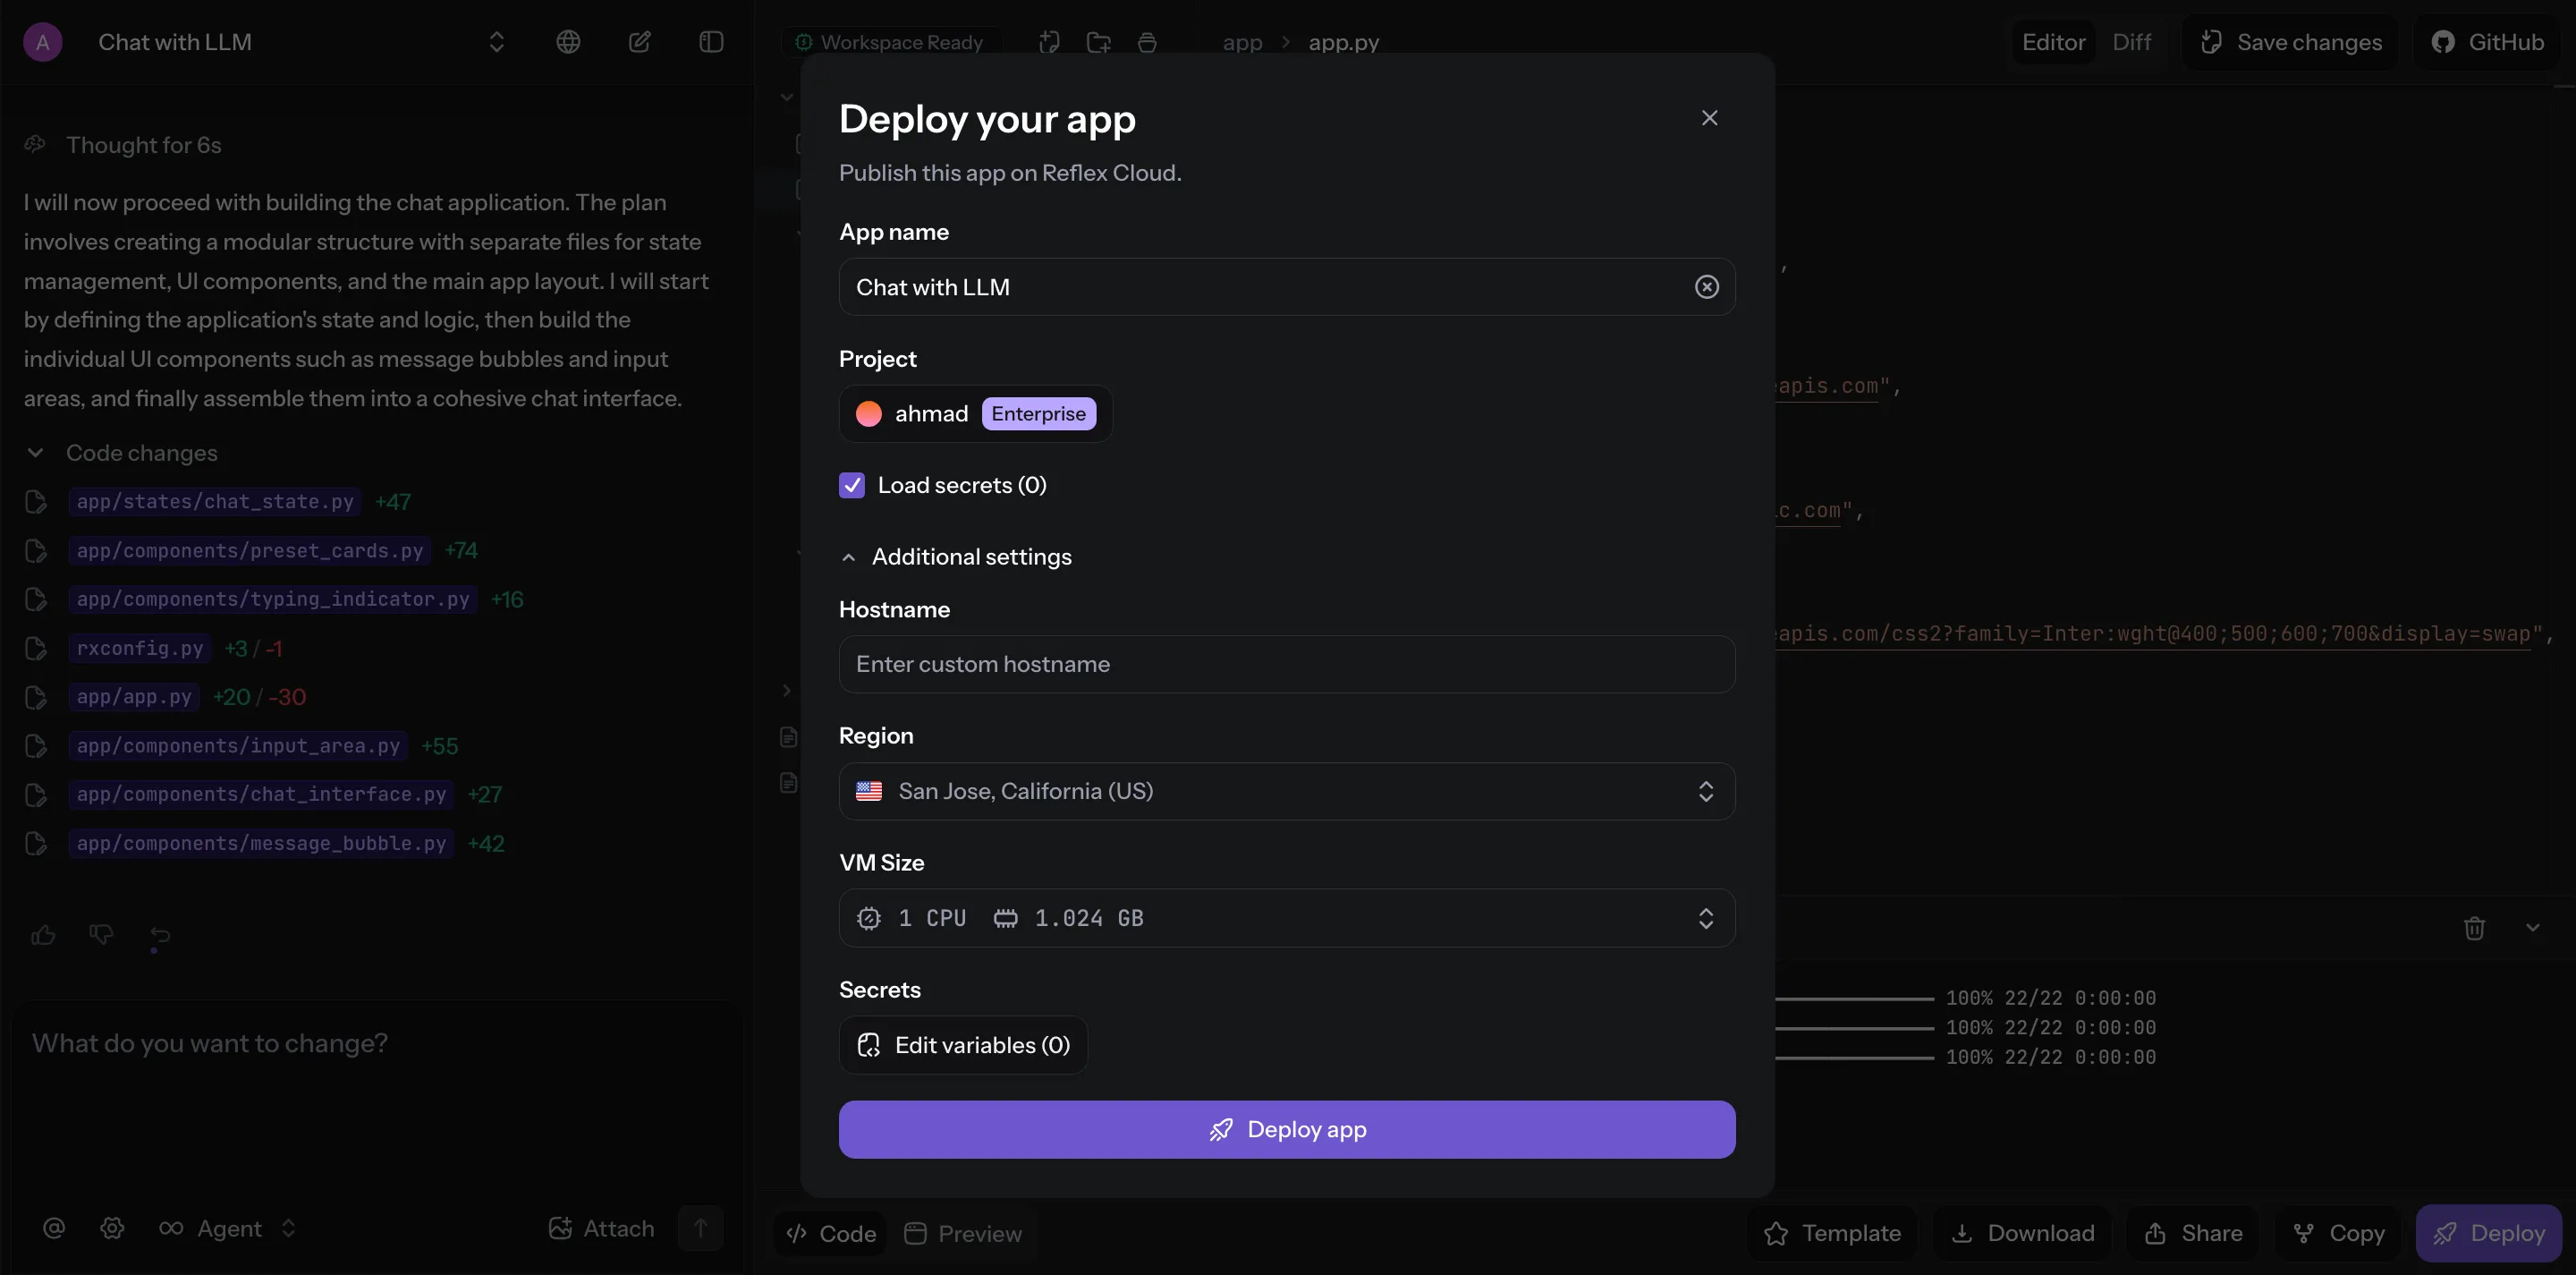 A
Chat with LLM
Workspace Ready
app > app.py
Editor
Diff
Save changes
GitHub
Thought for 6s
I will now proceed with building the chat application. The plan
involves creating a modular structure with separate files for state
management, UI components, and the main app layout. I will start
by defining the application's state and logic, then build the
individual UI components such as message bubbles and input
areas, and finally assemble them into a cohesive chat interface.
Code changes
app/states/chat_state.py +47
app/components/preset_cards.py +74
app/components/typing_indicator.py +16
rxconfig.py +3 / -1
app/app.py +20 / -30
app/components/input_area.py +55
app/components/chat_interface.py +27
app/components/message_bubble.py +42
What do you want to change?
Agent
Attach
Deploy your app
Publish this app on Reflex Cloud.
App name
Chat with LLM
Project
ahmad Enterprise
Load secrets (0)
Additional settings
Hostname
Enter custom hostname
Region
San Jose, California (US)
VM Size
1 CPU 1.024 GB
Secrets
Edit variables (0)
Deploy app
,
apis.com",
c.com",
apis.com/css2?family=Inter:wght@400;500;600;700&display=swap",
100% 22/22 0:00:00
100% 22/22 0:00:00
100% 22/22 0:00:00
Code
Preview
Template
Download
Share
Copy
Deploy